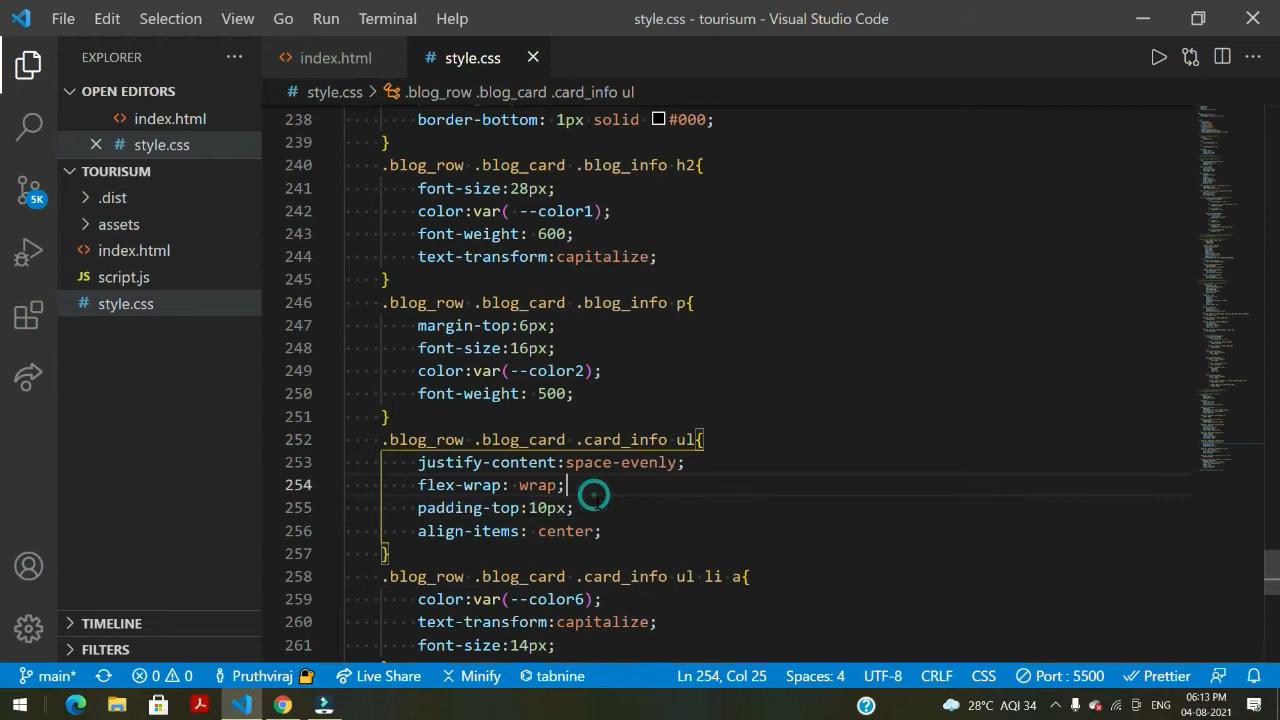 File Edit Selection View Go Run Terminal Help style.css - tourisum - Visual Studio Code
EXPLORER
index.html
style.css
OPEN EDITORS
index.html
style.css
TOURISUM
.dist
assets
index.html
script.js
style.css
TIMELINE
FILTERS
5K
style.css > .blog_row .blog_card .card_info ul
238 border-bottom: 1px solid #000;
239 }
240 .blog_row .blog_card .blog_info h2{
241 font-size:28px;
242 color:var(--color1);
243 font-weight 600;
244 text-transform:capitalize;
245 }
246 .blog_row .blog_card .blog_info p{
247 margin-top:6px;
248 font-size:16px;
249 color:var(--color2);
250 font-weight: 500;
251 }
252 .blog_row .blog_card .card_info ul{
253 justify-content:space-evenly;
254 flex-wrap: wrap;
255 padding-top:10px;
256 align-items: center;
257 }
258 .blog_row .blog_card .card_info ul li a{
259 color:var(--color6);
260 text-transform:capitalize;
261 font-size:14px;
main* 0 0 Pruthviraj Live Share Minify tabnine Ln 254, Col 25 Spaces: 4 UTF-8 CRLF CSS Port : 5500 Prettier
28°C AQI 34 ENG 06:13 PM
04-08-2021